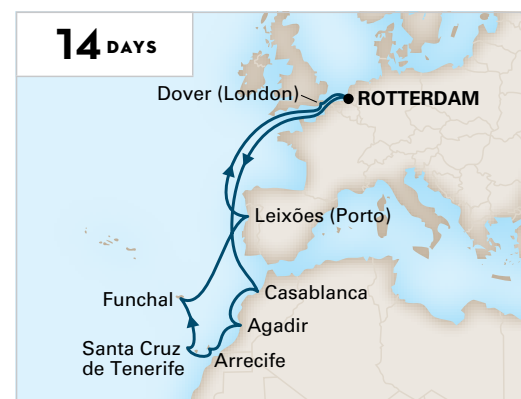 14 DAYS
Dover (London)
ROTTERDAM
Leixões (Porto)
Casablanca
Funchal
Agadir
Santa Cruz
de Tenerife
Arrecife